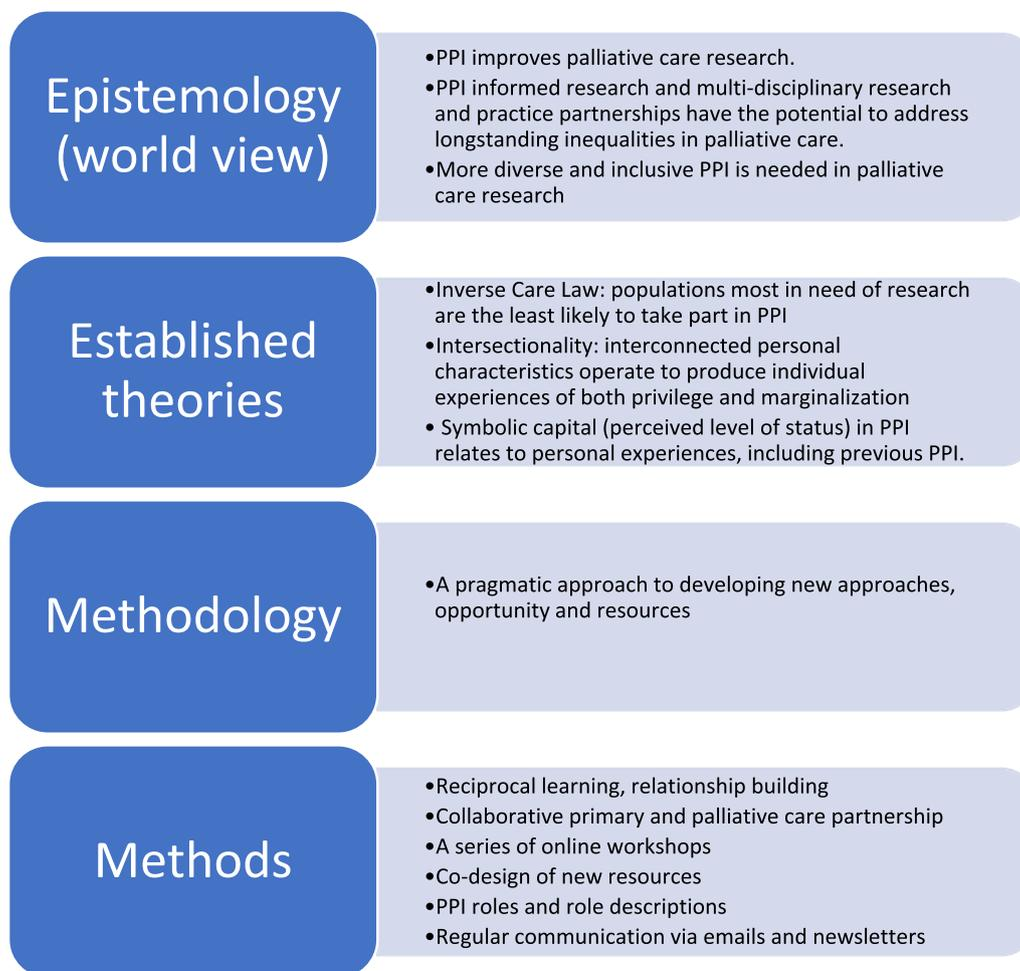 Epistemology
(world view)
•PPI improves palliative care research.
•PPI informed research and multi-disciplinary research
and practice partnerships have the potential to address
longstanding inequalities in palliative care.
•More diverse and inclusive PPI is needed in palliative
care research
Established
theories
•Inverse Care Law: populations most in need of research
are the least likely to take part in PPI
•Intersectionality: interconnected personal
characteristics operate to produce individual
experiences of both privilege and marginalization
• Symbolic capital (perceived level of status) in PPI
relates to personal experiences, including previous PPI.
Methodology
•A pragmatic approach to developing new approaches,
opportunity and resources
Methods
•Reciprocal learning, relationship building
•Collaborative primary and palliative care partnership
•A series of online workshops
•Co-design of new resources
•PPI roles and role descriptions
•Regular communication via emails and newsletters